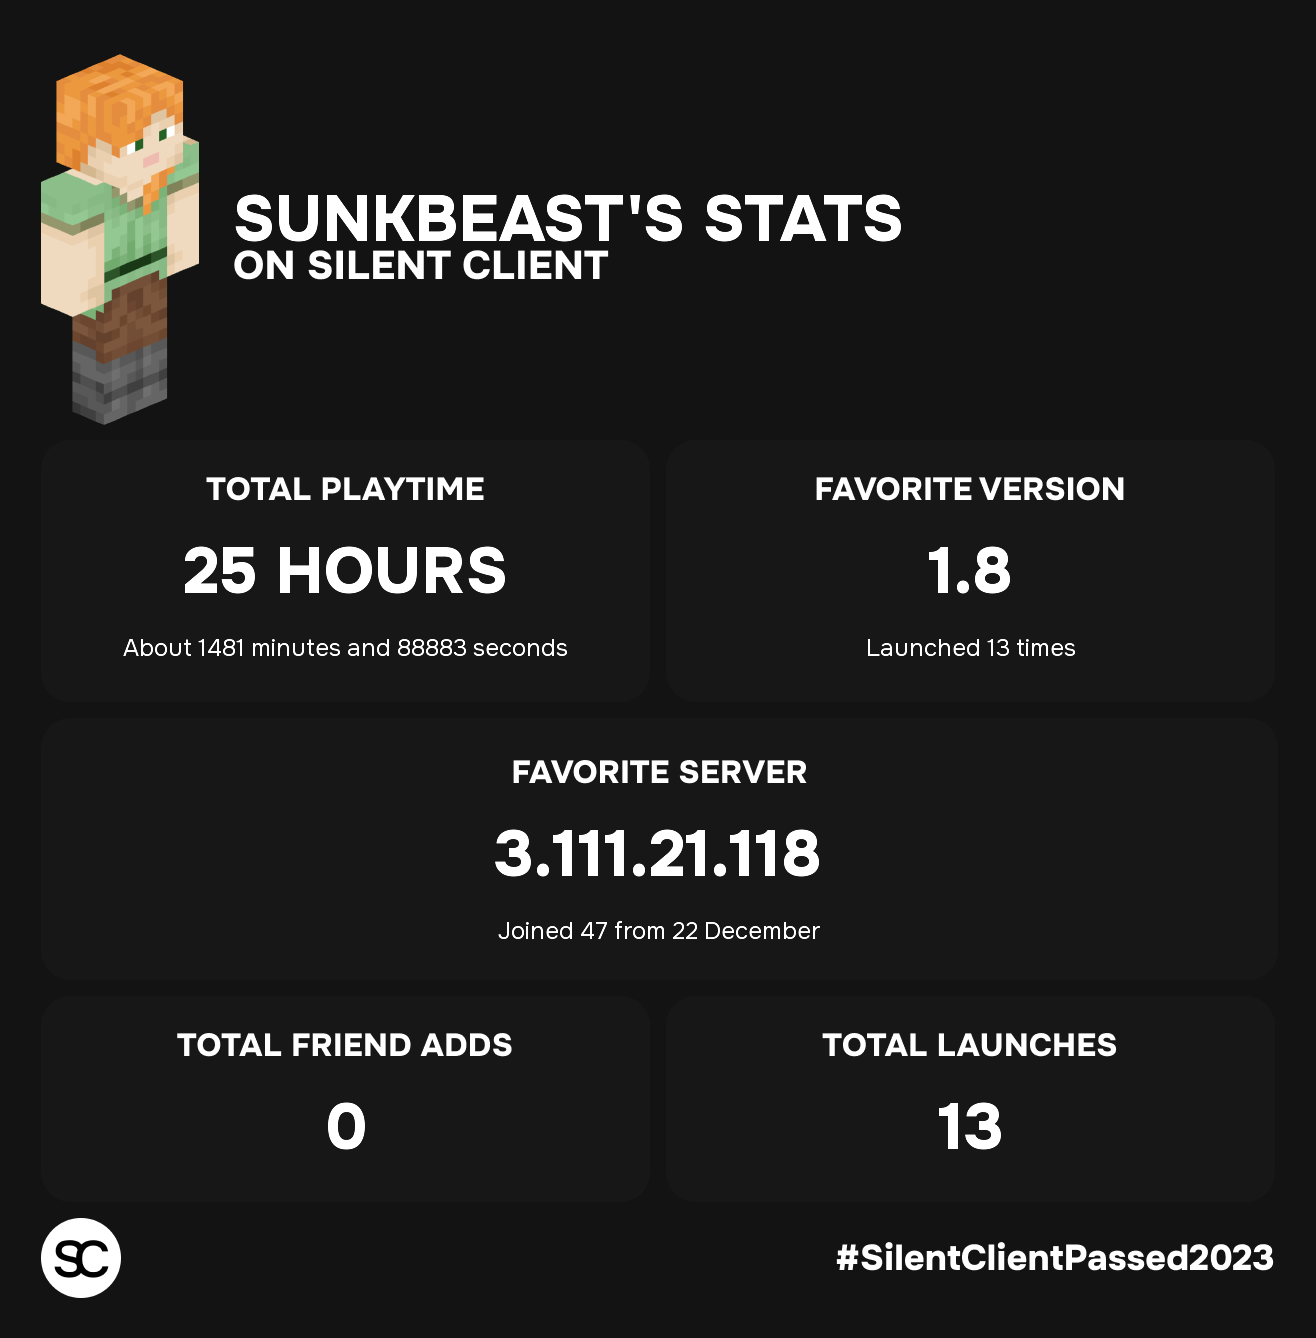 SUNKBEAST'S STATS
ON SILENT CLIENT
TOTAL PLAYTIME
25 HOURS
About 1481 minutes and 88883 seconds
FAVORITE VERSION
1.8
Launched 13 times
FAVORITE SERVER
3.111.21.118
Joined 47 from 22 December
TOTAL FRIEND ADDS
0
TOTAL LAUNCHES
13
SC
#SilentClientPassed2023